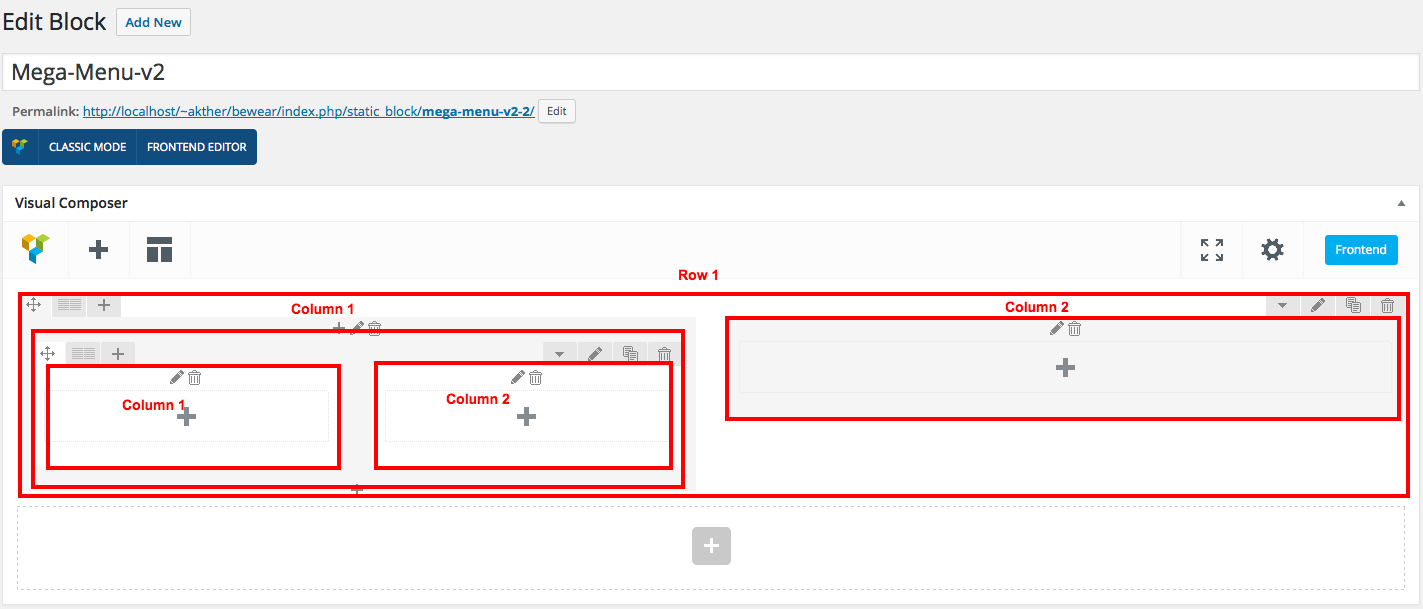 Edit Block Add New
Mega-Menu-v2
Permalink: http://localhost/~akther/bewear/index.php/static_block/mega-menu-v2-2/ Edit
CLASSIC MODE FRONTEND EDITOR
Visual Composer
Frontend
Row 1
Column 1 Column 2
Column 1 Column 2